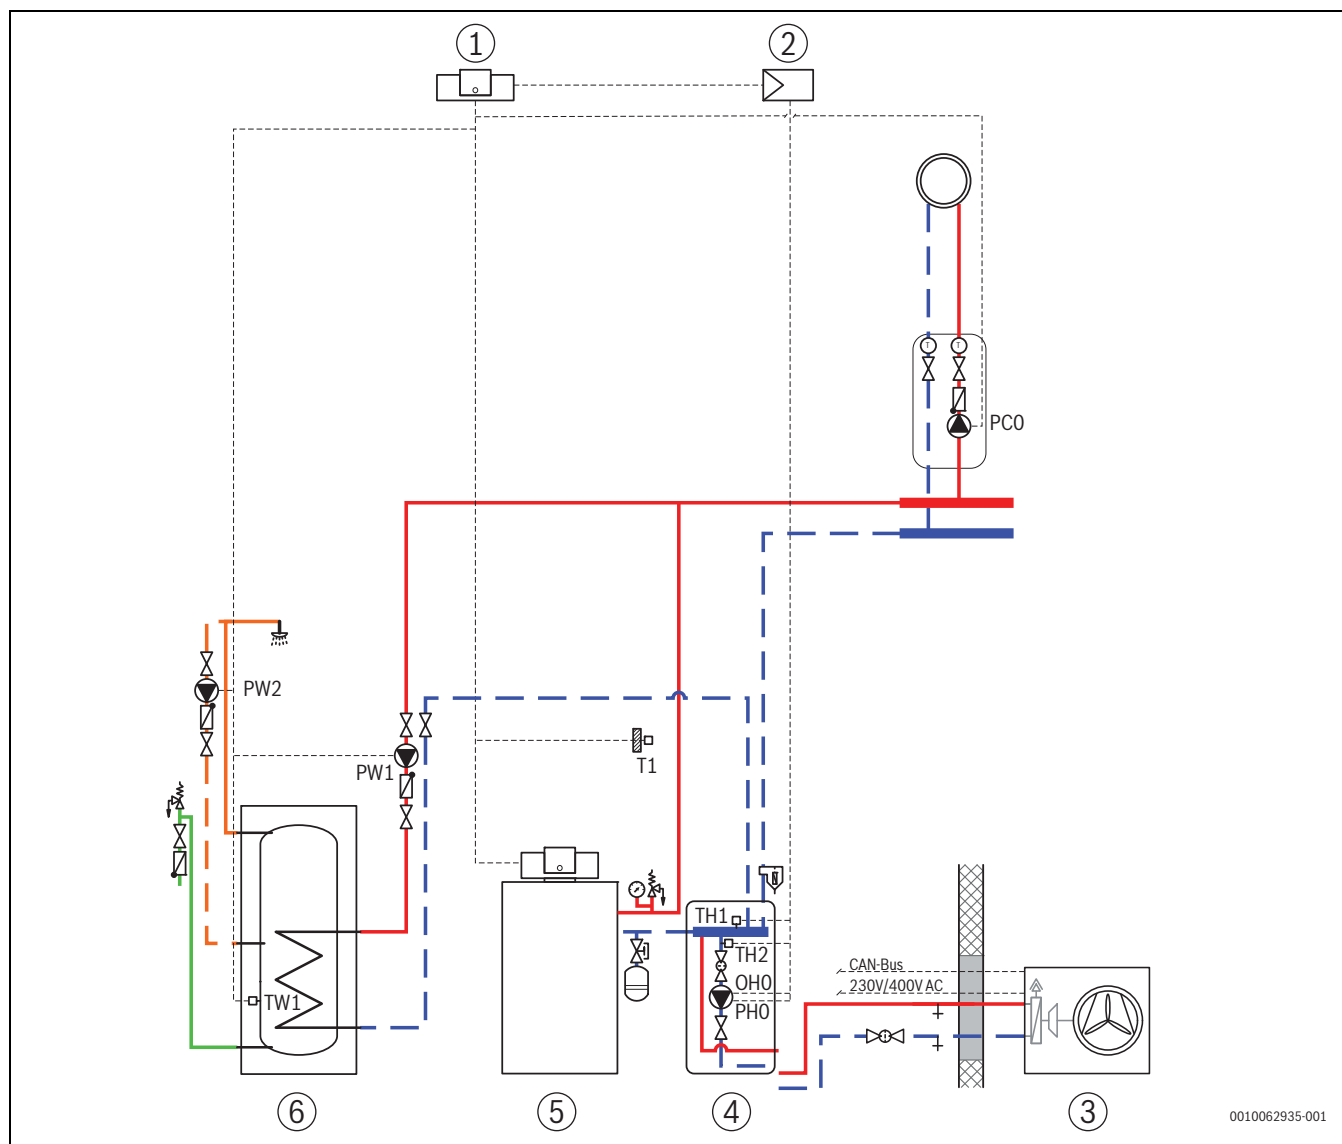 1
2
T
T
PC0
PW2
PW1
T1
TH1
TH2
CAN-Bus
OH0
230V/400V AC
PH0
TW1
6
5
4
3
0010062935-001